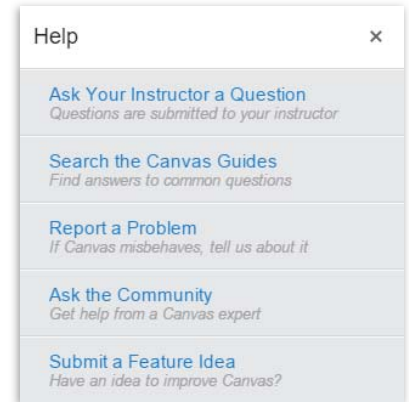 Help ×
Ask Your Instructor a Question
Questions are submitted to your instructor
Search the Canvas Guides
Find answers to common questions
Report a Problem
If Canvas misbehaves, tell us about it
Ask the Community
Get help from a Canvas expert
Submit a Feature Idea
Have an idea to improve Canvas?